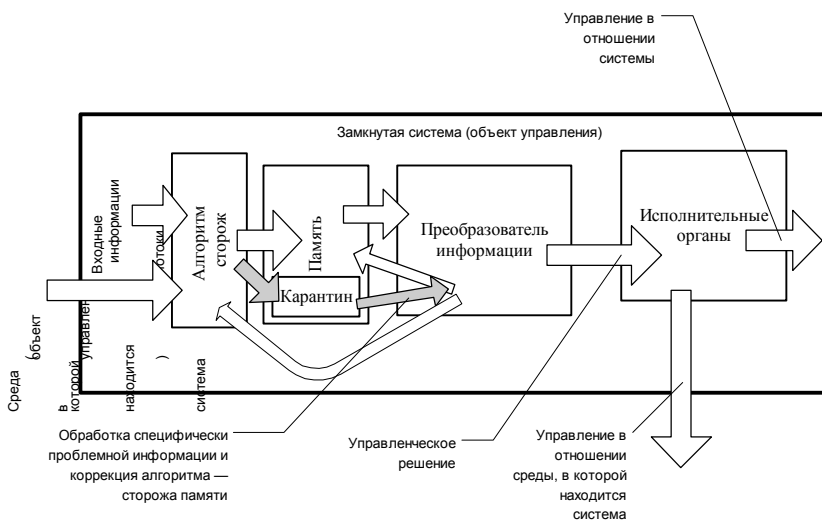 Управление в
отношении
системы
Замкнутая система (объект управления)
Входные
информации
отоки
Алгоритм
сторож
Память
Карантин
Преобразователь
информации
Исполнительные
органы
Среда
(объект
управлен
)
в
которой
находится
система
Обработка специфически
проблемной информации и
коррекция алгоритма —
сторожа памяти
Управленческое
решение
Управление в
отношении
среды, в которой
находится
система